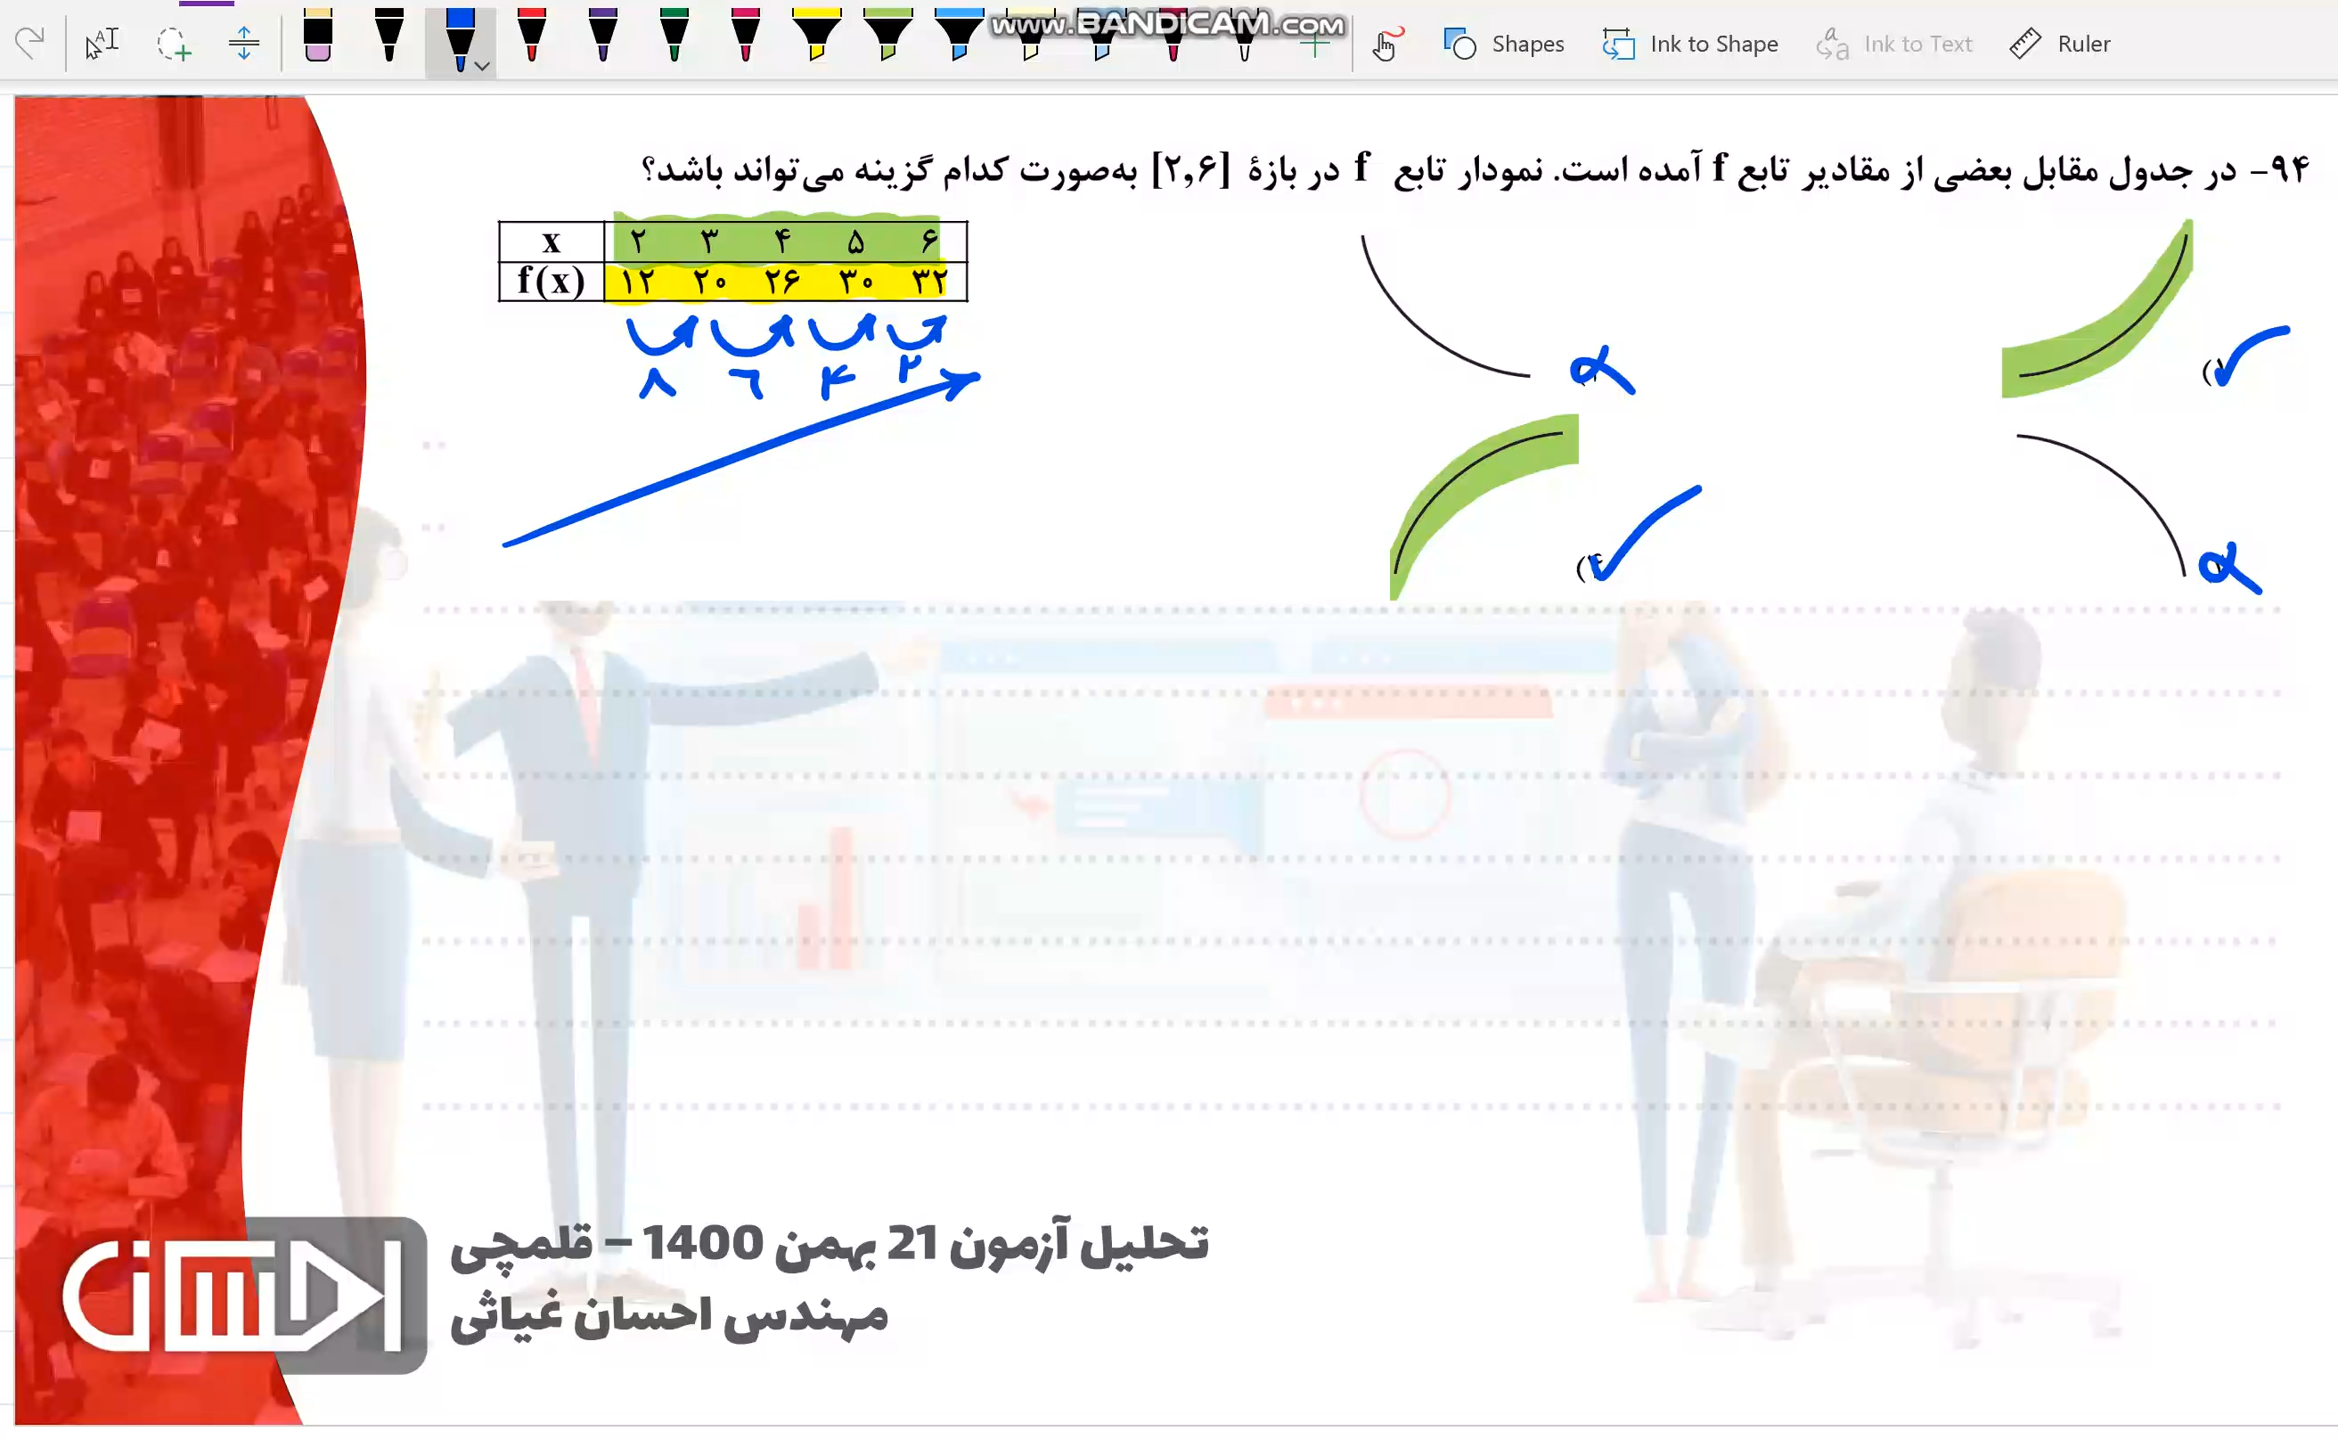 www.BANDICAM.com
Shapes
Ink to Shape
Ink to Text
Ruler
۹۴- در جدول مقابل بعضی از مقادیر تابع f آمده است. نمودار تابع f در بازهٔ [۲,۶] به‌صورت کدام گزینه می‌تواند باشد؟
x ۲ ۳ ۴ ۵ ۶
f(x) ۱۲ ۲۰ ۲۶ ۳۰ ۳۲
۸ ۶ ۴ ۲
تحلیل آزمون 21 بهمن 1400 – قلمچی
مهندس احسان غیاثی